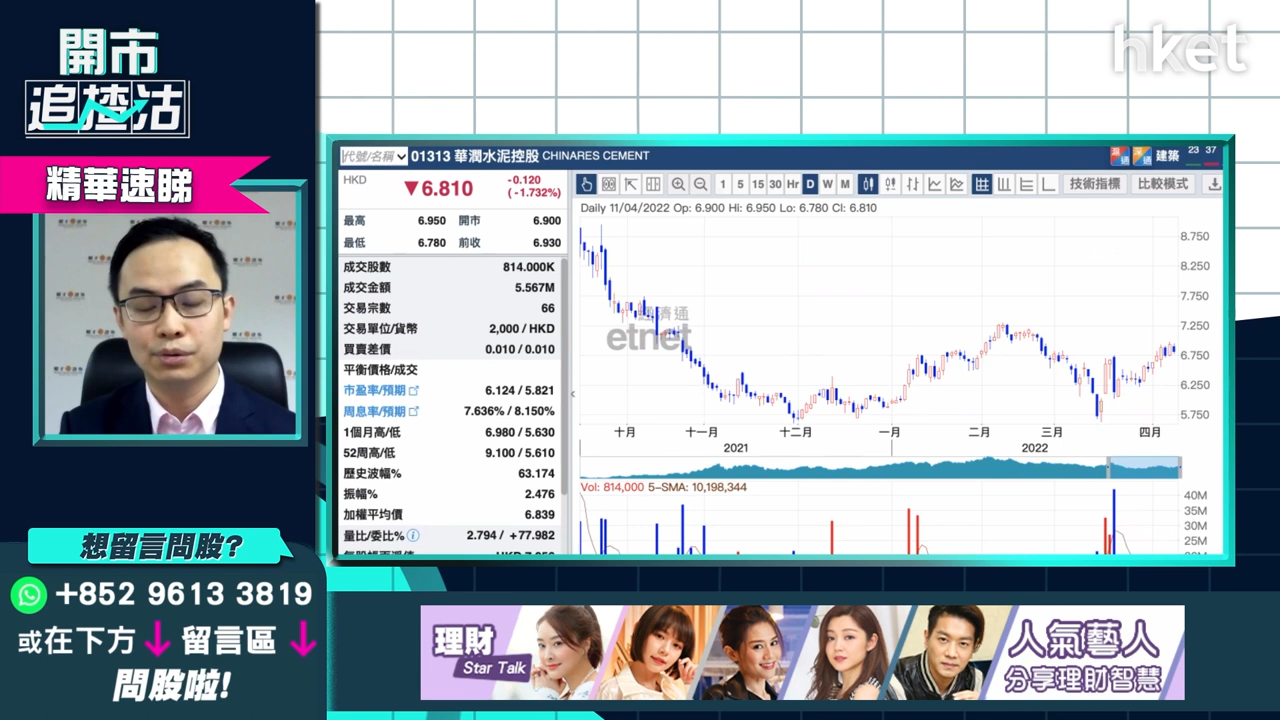 開市
追揸沽
精華速睇
想留言問股?
+852 9613 3819
或在下方 留言區
問股啦!
hket
代號/名稱 01313 華潤水泥控股 CHINARES CEMENT
滬通 深通 建築 23 37
HKD 6.810 -0.120
(-1.732%)
最高 6.950 開市 6.900
最低 6.780 前收 6.930
成交股數 814.000K
成交金額 5.567M
交易宗數 66
交易單位/貨幣 2,000 / HKD
買賣差價 0.010 / 0.010
平衡價格/成交
市盈率/預期 6.124 / 5.821
周息率/預期 7.636% / 8.150%
1個月高/低 6.980 / 5.630
52周高/低 9.100 / 5.610
歷史波幅% 63.174
振幅% 2.476
加權平均價 6.839
量比/委比% 2.794 / +77.982
1 5 15 30 Hr D W M 技術指標 比較模式
Daily 11/04/2022 Op: 6.900 Hi: 6.950 Lo: 6.780 Cl: 6.810
8.750
8.250
7.750
7.250
6.750
6.250
5.750
經濟通
etnet
十月 十一月 十二月 一月 二月 三月 四月
2021 2022
Vol: 814,000 5-SMA: 10,198,344
40M
35M
30M
25M
理財
Star Talk
人氣藝人
分享理財智慧